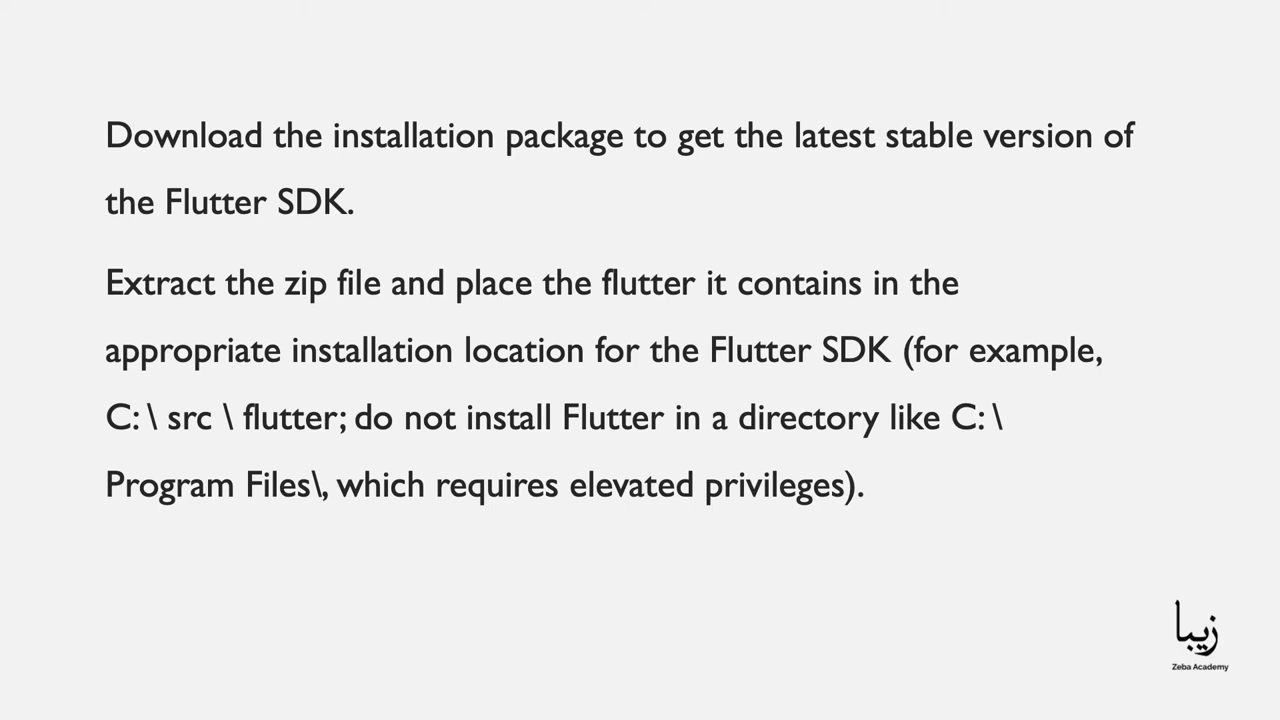 Download the installation package to get the latest stable version of
the Flutter SDK.
Extract the zip file and place the flutter it contains in the
appropriate installation location for the Flutter SDK (for example,
C: \ src \ flutter; do not install Flutter in a directory like C: \
Program Files\, which requires elevated privileges).
زیبا
Zeba Academy